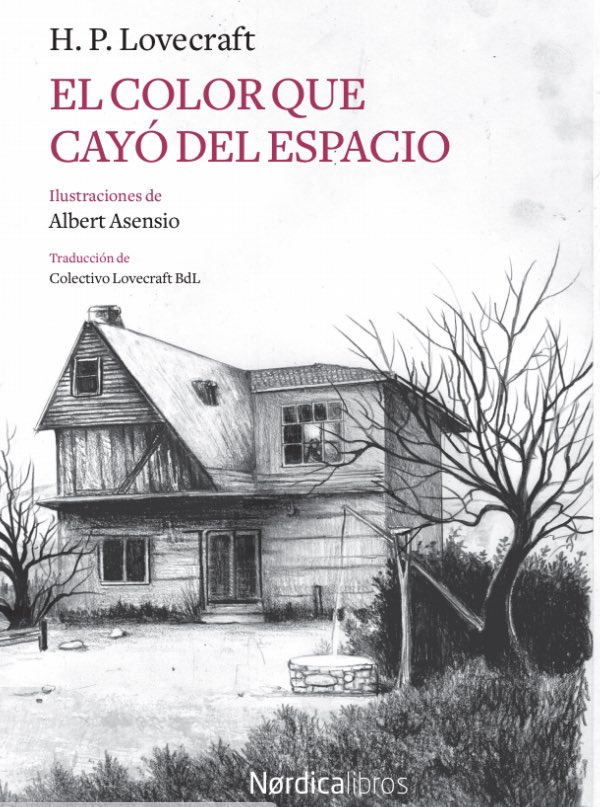 H. P. Lovecraft
EL COLOR QUE
CAYÓ DEL ESPACIO
Ilustraciones de
Albert Asensio
Traducción de
Colectivo Lovecraft BdL
Nørdicalibros